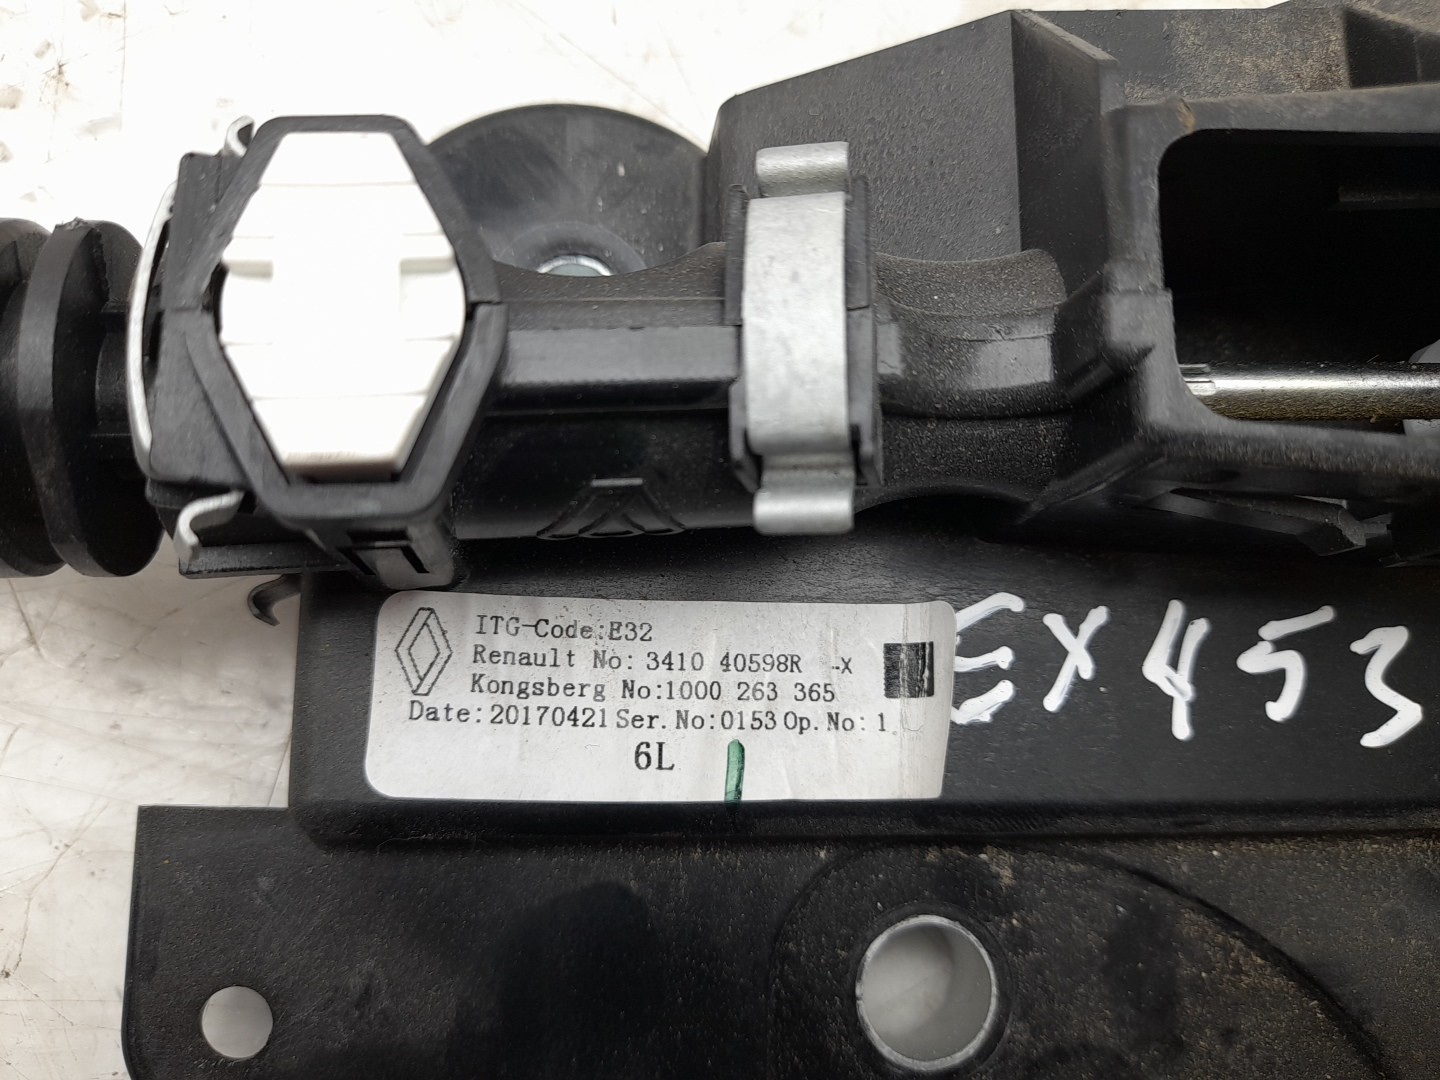 ITG-Code:E32
Renault No: 3410 40598R -X
Kongsberg No:1000 263 365
Date:20170421 Ser. No:0153 Op. No: 1.
6L
EX453